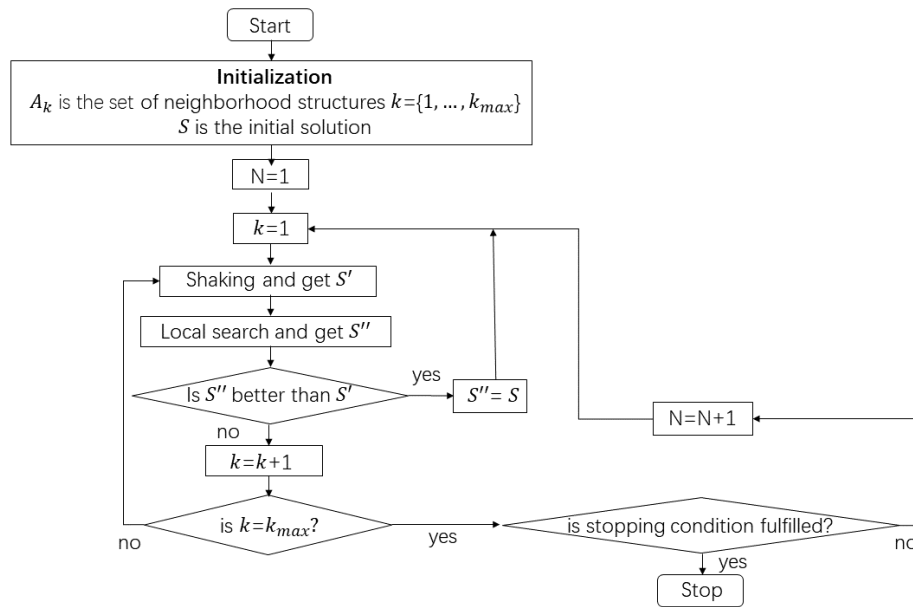 Start
Initialization
A_k is the set of neighborhood structures k={1, … , k_max}
S is the initial solution
N=1
k=1
Shaking and get S′
Local search and get S′′
Is S′′ better than S′
yes
S′′= S
no
k=k+1
is k=k_max?
no
yes
N=N+1
is stopping condition fulfilled?
no
yes
Stop